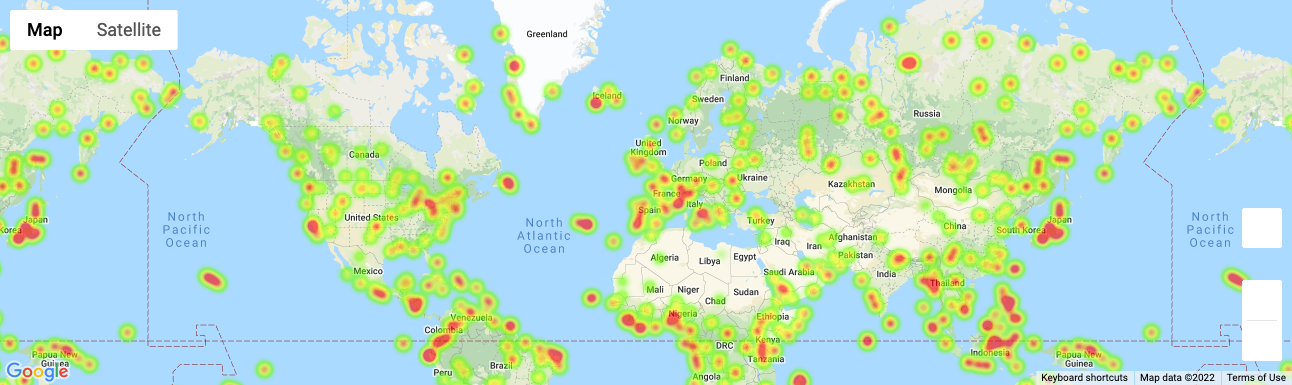 Map Satellite
Greenland
Iceland
Finland
Sweden
Norway
Russia
Canada
United
Kingdom
Poland
Germany
Ukraine
Kazakhstan
Mongolia
France
Italy
Spain
Turkey
North
Pacific
Ocean
United States
North
Atlantic
Ocean
Japan
Korea
China
South Korea
Japan
North
Pacific
Ocean
Iraq
Iran
Afghanistan
Pakistan
Algeria
Libya
Egypt
Mexico
Saudi Arabia
India
Mali
Niger
Chad
Sudan
Thailand
Venezuela
Nigeria
Ethiopia
Colombia
DRC
Kenya
Tanzania
Indonesia
Papua New
Guinea
Brazil
Peru
Angola
Papua New
Guinea
Google
Keyboard shortcuts Map data ©2022 Terms of Use